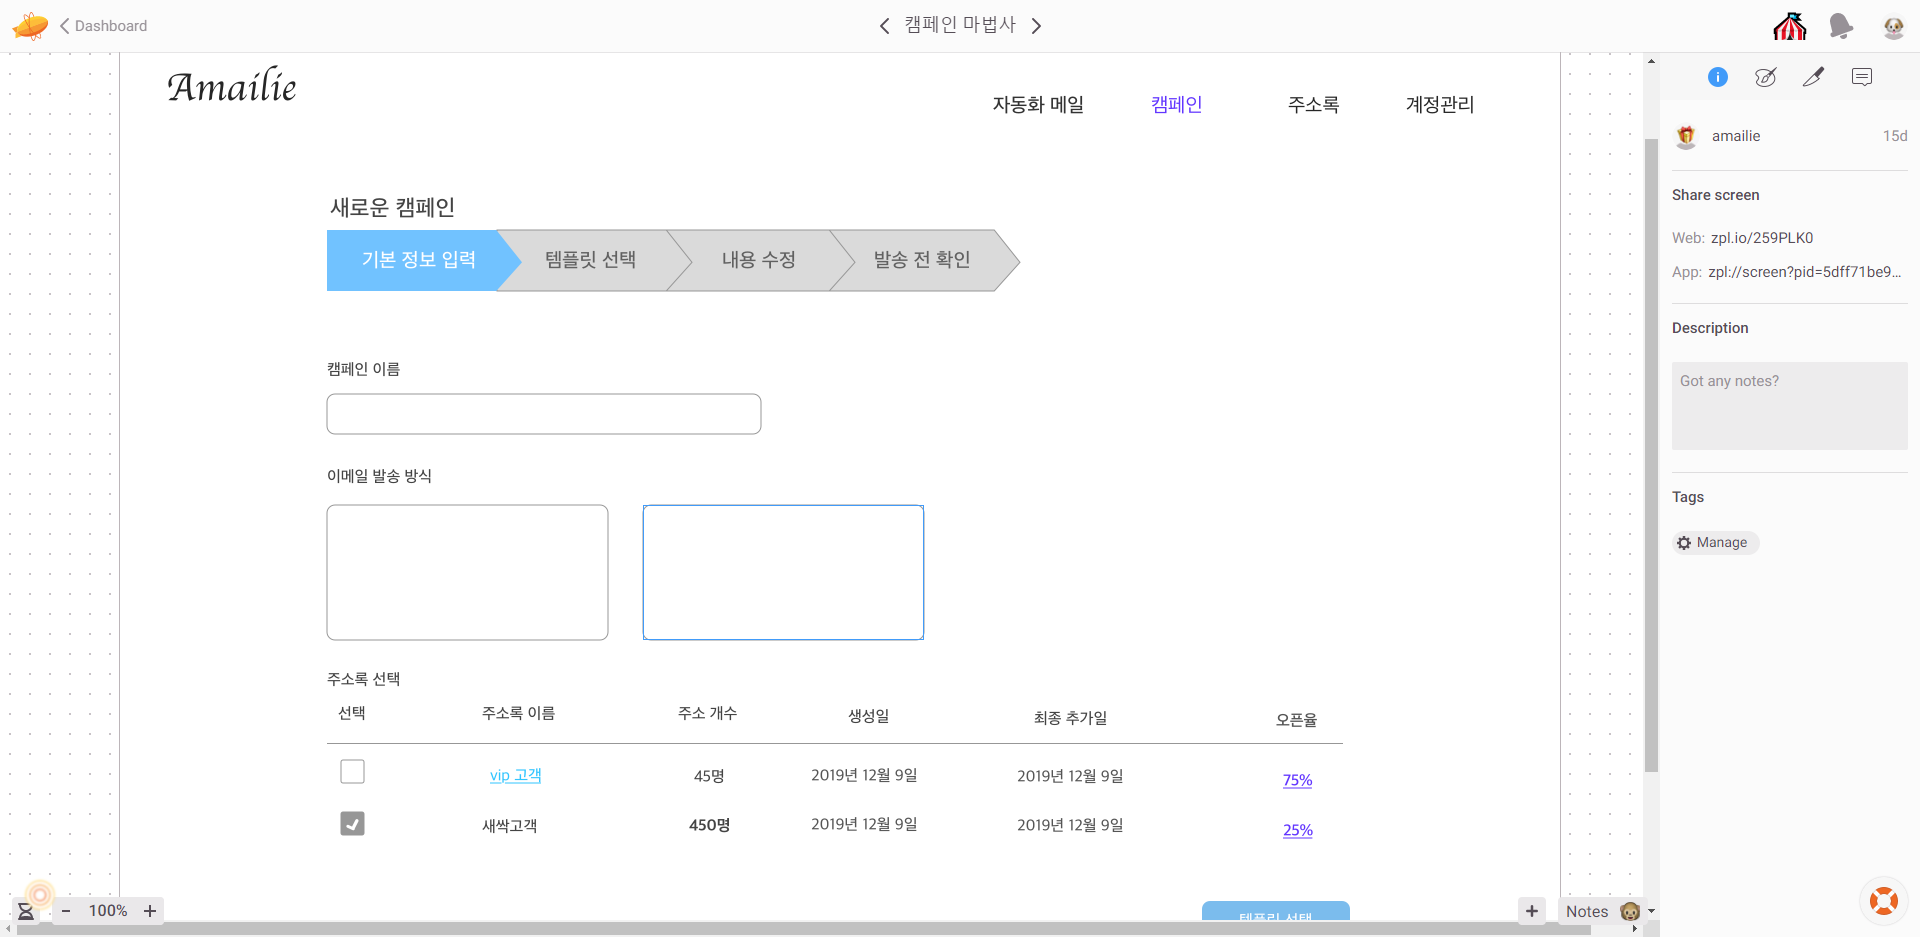 Dashboard
캠페인 마법사
Amailie
자동화 메일 캠페인 주소록 계정관리
새로운 캠페인
기본 정보 입력 템플릿 선택 내용 수정 발송 전 확인
캠페인 이름
이메일 발송 방식
주소록 선택
선택 주소록 이름 주소 개수 생성일 최종 추가일 오픈율
vip 고객 45명 2019년 12월 9일 2019년 12월 9일 75%
새싹고객 450명 2019년 12월 9일 2019년 12월 9일 25%
템플릿 선택
100%
Notes
amailie 15d
Share screen
Web: zpl.io/259PLK0
App: zpl://screen?pid=5dff71be9...
Description
Got any notes?
Tags
Manage